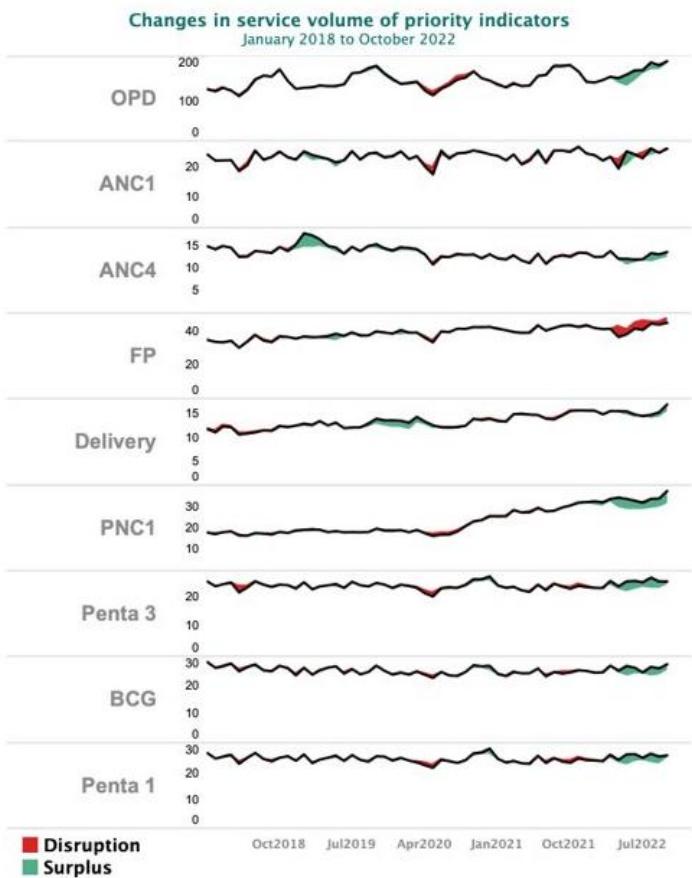 Changes in service volume of priority indicators
January 2018 to October 2022
OPD
200
100
0
ANC1
20
10
0
ANC4
15
10
5
FP
40
20
0
Delivery
15
10
5
0
PNC1
30
20
10
Penta 3
20
10
0
BCG
30
20
10
0
Penta 1
30
20
10
0
Oct2018 Jul2019 Apr2020 Jan2021 Oct2021 Jul2022
Disruption
Surplus